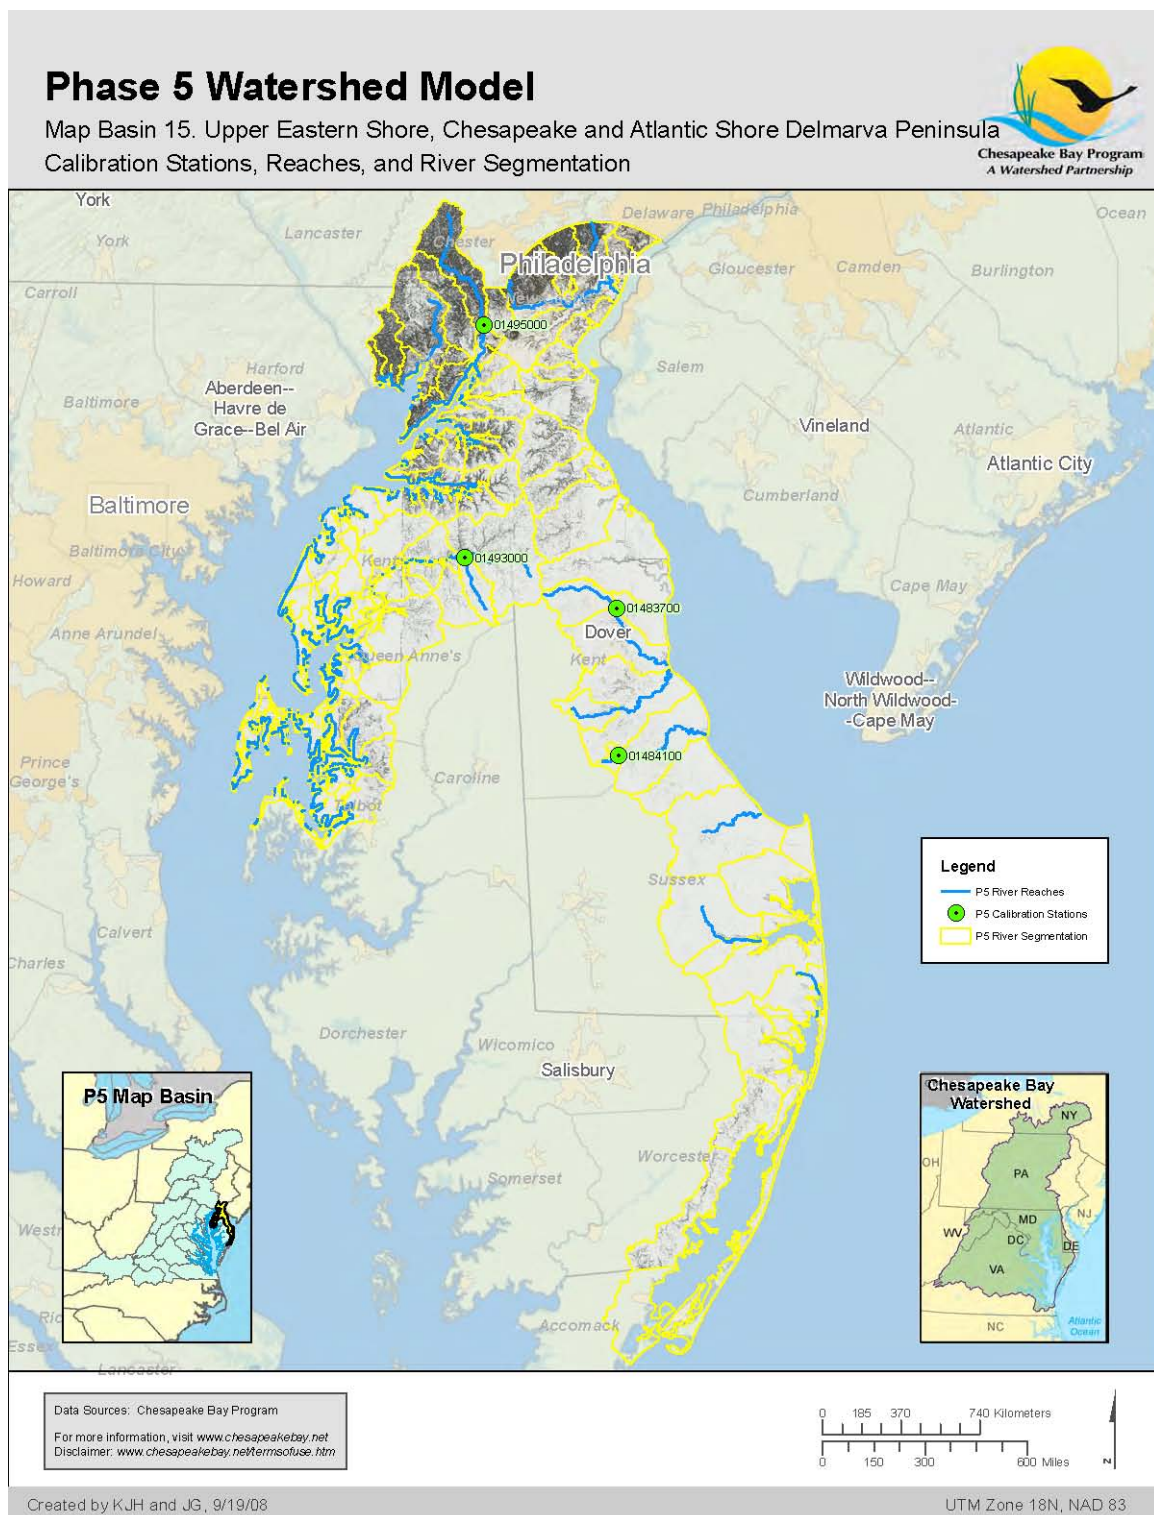 Phase 5 Watershed Model
Map Basin 15. Upper Eastern Shore, Chesapeake and Atlantic Shore Delmarva Peninsula
Calibration Stations, Reaches, and River Segmentation
Chesapeake Bay Program
A Watershed Partnership
York
York
Lancaster
Chester
Delaware
Philadelphia
Ocean
Philadelphia
Gloucester
Camden
Burlington
Carroll
01495000
Harford
Salem
Aberdeen--
Havre de
Grace--Bel Air
Baltimore
Vineland
Atlantic
Atlantic City
Baltimore
Cumberland
Baltimore City
Kent
01493000
Howard
Cape May
01483700
Anne Arundel
Dover
Queen Anne's
Kent
Wildwood--
North Wildwood-
-Cape May
01484100
Prince
George's
Caroline
Talbot
Legend
P5 River Reaches
P5 Calibration Stations
P5 River Segmentation
Sussex
Calvert
Charles
Dorchester
Wicomico
Salisbury
P5 Map Basin
Chesapeake Bay
Watershed
NY
OH
PA
NJ
MD
WV
DC
DE
VA
NC
Atlantic
Ocean
Worcester
Somerset
Westr
Ric
Accomack
Essex
Lancaster
Data Sources: Chesapeake Bay Program
For more information, visit www.chesapeakebay.net
Disclaimer: www.chesapeakebay.net/termsofuse.htm
0 185 370 740 Kilometers
0 150 300 600 Miles
N
Created by KJH and JG, 9/19/08
UTM Zone 18N, NAD 83